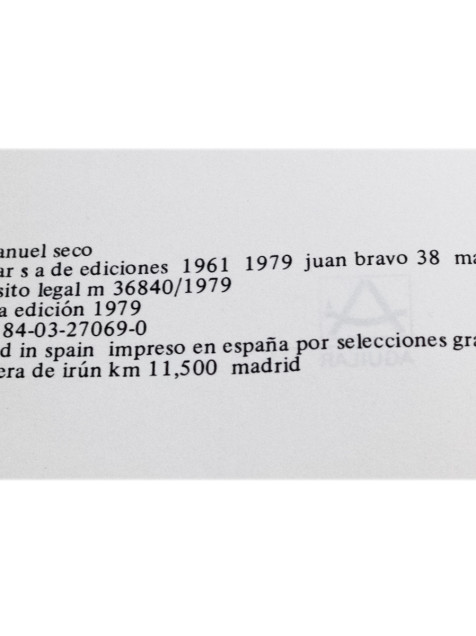 anuel seco
ar s a de ediciones 1961 1979 juan bravo 38 ma
sito legal m 36840/1979
a edición 1979
84-03-27069-0
d in spain impreso en españa por selecciones gra
era de irún km 11,500 madrid
AGUILAR